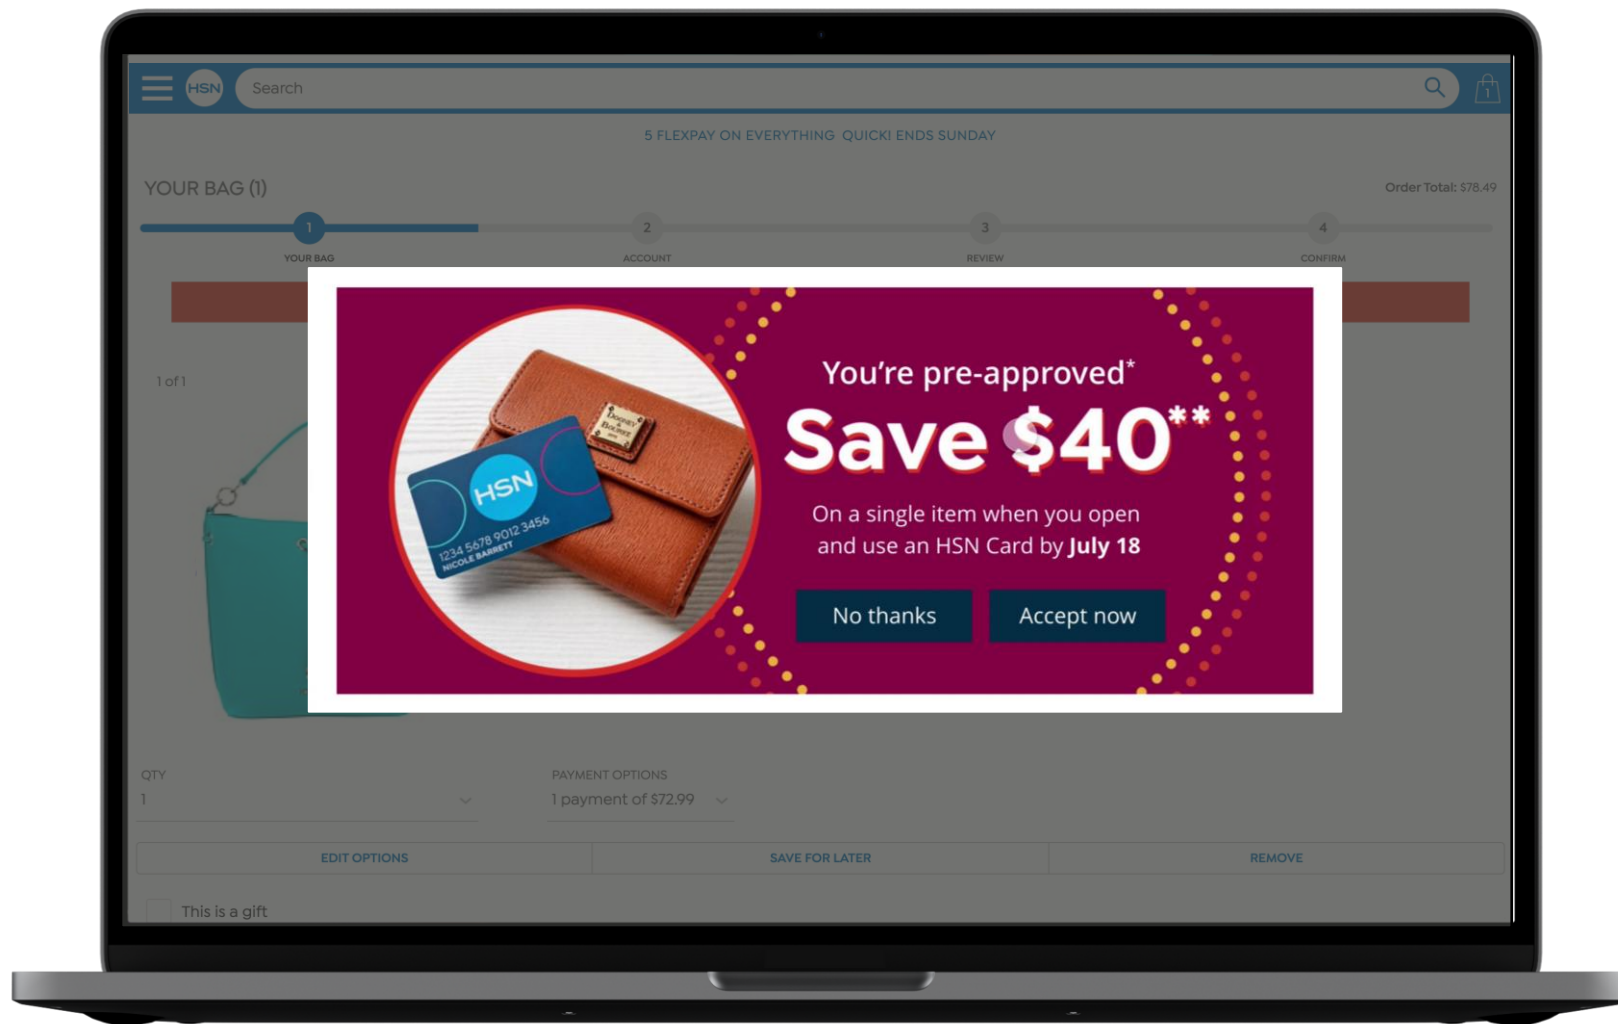 HSN
Search
1
5 FLEXPAY ON EVERYTHING QUICK! ENDS SUNDAY
YOUR BAG (1)
Order Total: $78.49
1
2
3
4
YOUR BAG
ACCOUNT
REVIEW
CONFIRM
1 of 1
You're pre-approved*
Save $40**
On a single item when you open
and use an HSN Card by July 18
No thanks
Accept now
DOONEY
&
BOURKE
HSN
1234 5678 9012 3456
NICOLE BARRETT
QTY
1
PAYMENT OPTIONS
1 payment of $72.99
EDIT OPTIONS
SAVE FOR LATER
REMOVE
This is a gift